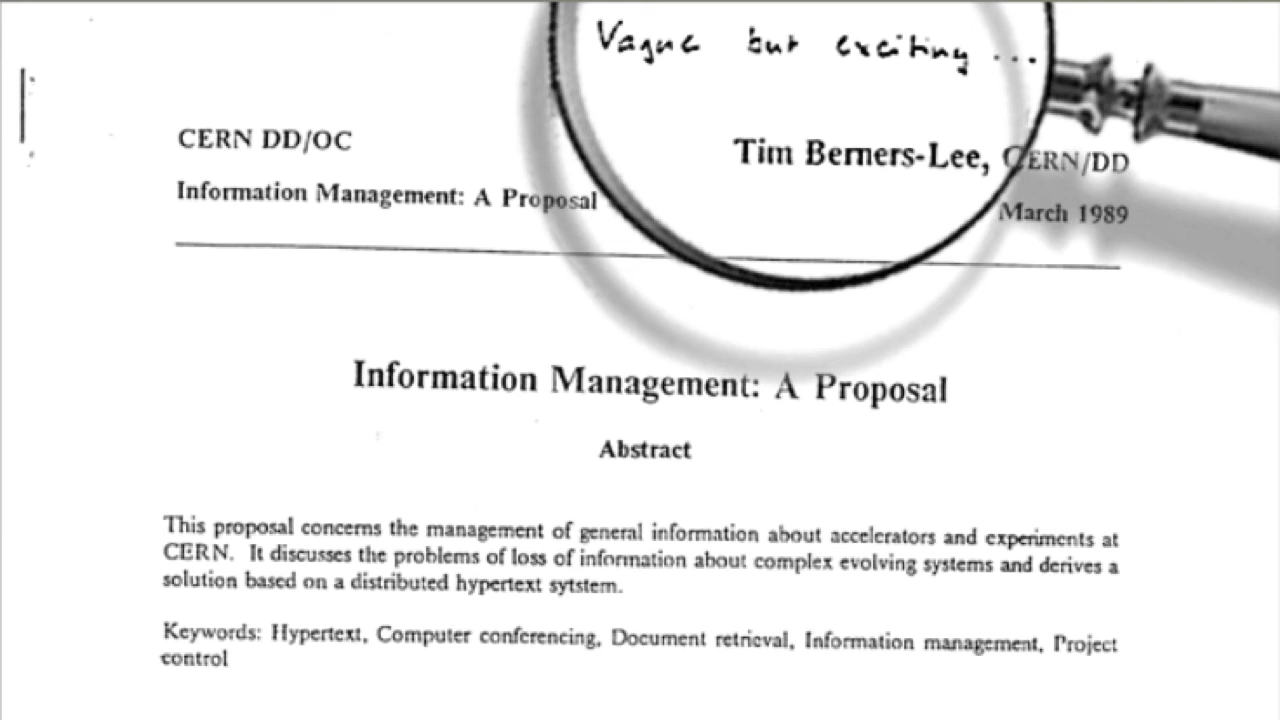 Vague but exciting ...
CERN DD/OC
Tim Berners-Lee, CERN/DD
Information Management: A Proposal
March 1989
Information Management: A Proposal
Abstract
This proposal concerns the management of general information about accelerators and experiments at
CERN. It discusses the problems of loss of information about complex evolving systems and derives a
solution based on a distributed hypertext sytstem.
Keywords: Hypertext, Computer conferencing, Document retrieval, Information management, Project
control